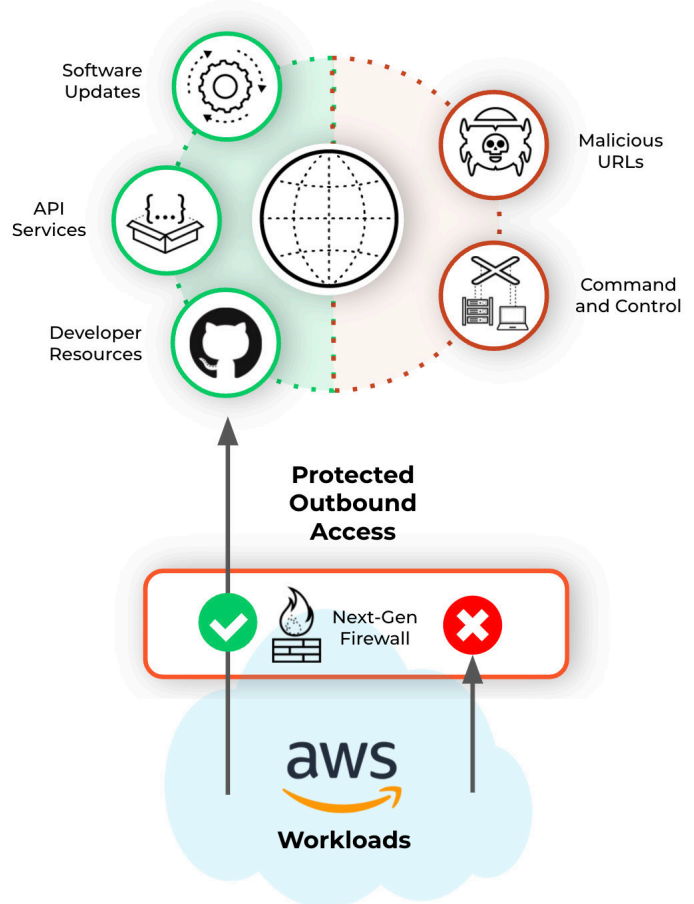 Software
Updates
API
Services
{...}
Developer
Resources
Malicious
URLs
Command
and Control
Protected
Outbound
Access
Next-Gen
Firewall
aws
Workloads